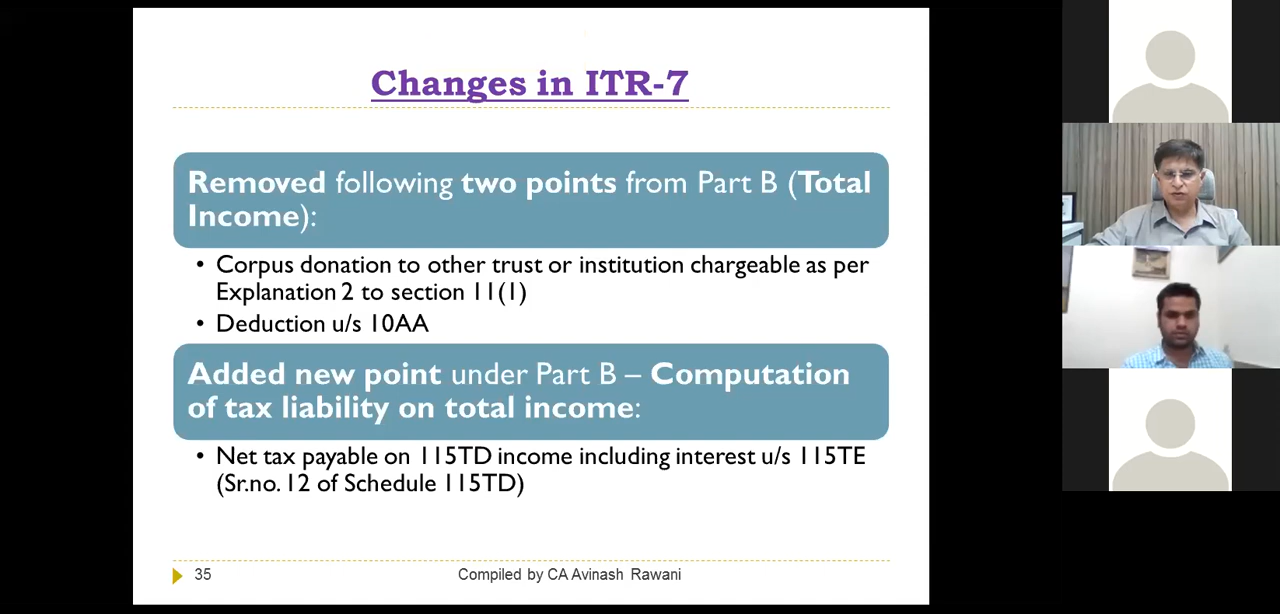 Changes in ITR-7
Removed following two points from Part B (Total
Income):
• Corpus donation to other trust or institution chargeable as per
Explanation 2 to section 11(1)
• Deduction u/s 10AA
Added new point under Part B – Computation
of tax liability on total income:
• Net tax payable on 115TD income including interest u/s 115TE
(Sr.no. 12 of Schedule 115TD)
35
Compiled by CA Avinash Rawani